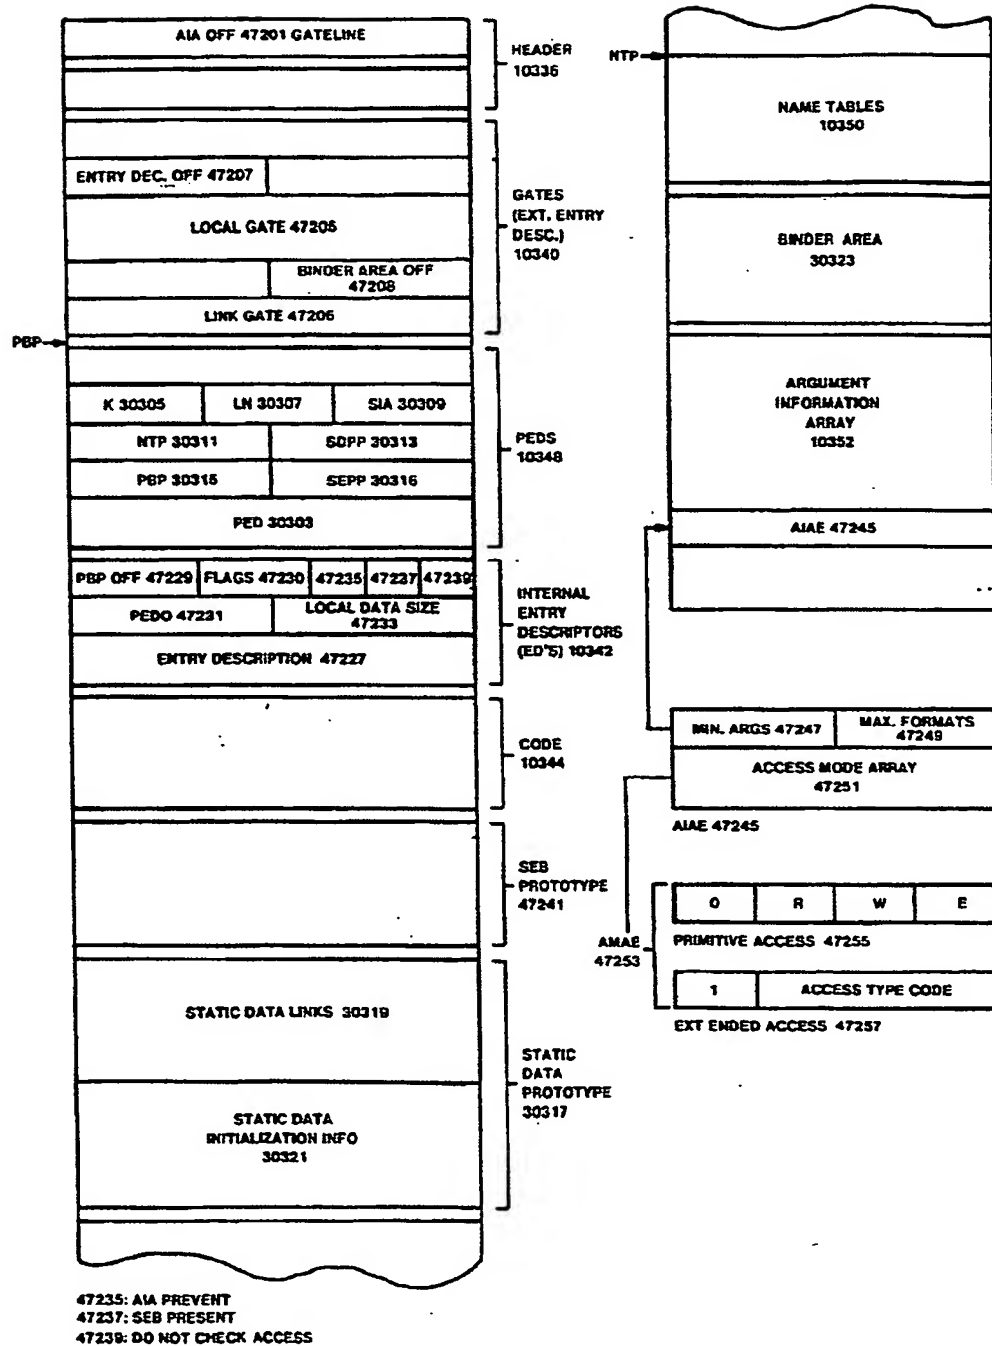 AIA OFF 47201 GATELINE
HEADER
10336
ENTRY DEC. OFF 47207
LOCAL GATE 47205
BINDER AREA OFF
47208
LINK GATE 47206
GATES
(EXT. ENTRY
DESC.)
10340
PBP
K 30305
LN 30307
SIA 30309
NTP 30311
SDPP 30313
PBP 30315
SEPP 30316
PED 30303
PEDS
10348
PBP OFF 47229
FLAGS 47230
47235
47237
47239
PEDO 47231
LOCAL DATA SIZE
47233
ENTRY DESCRIPTION 47227
INTERNAL
ENTRY
DESCRIPTORS
(ED'S) 10342
CODE
10344
SEB
PROTOTYPE
47241
STATIC DATA LINKS 30319
STATIC DATA
INITIALIZATION INFO
30321
STATIC
DATA
PROTOTYPE
30317
47235: AIA PREVENT
47237: SEB PRESENT
47239: DO NOT CHECK ACCESS
NTP
NAME TABLES
10350
BINDER AREA
30323
ARGUMENT
INFORMATION
ARRAY
10352
AIAE 47245
MIN. ARGS 47247
MAX. FORMATS
47249
ACCESS MODE ARRAY
47251
AIAE 47245
AMAE
47253
O R W E
PRIMITIVE ACCESS 47255
1 ACCESS TYPE CODE
EXT ENDED ACCESS 47257